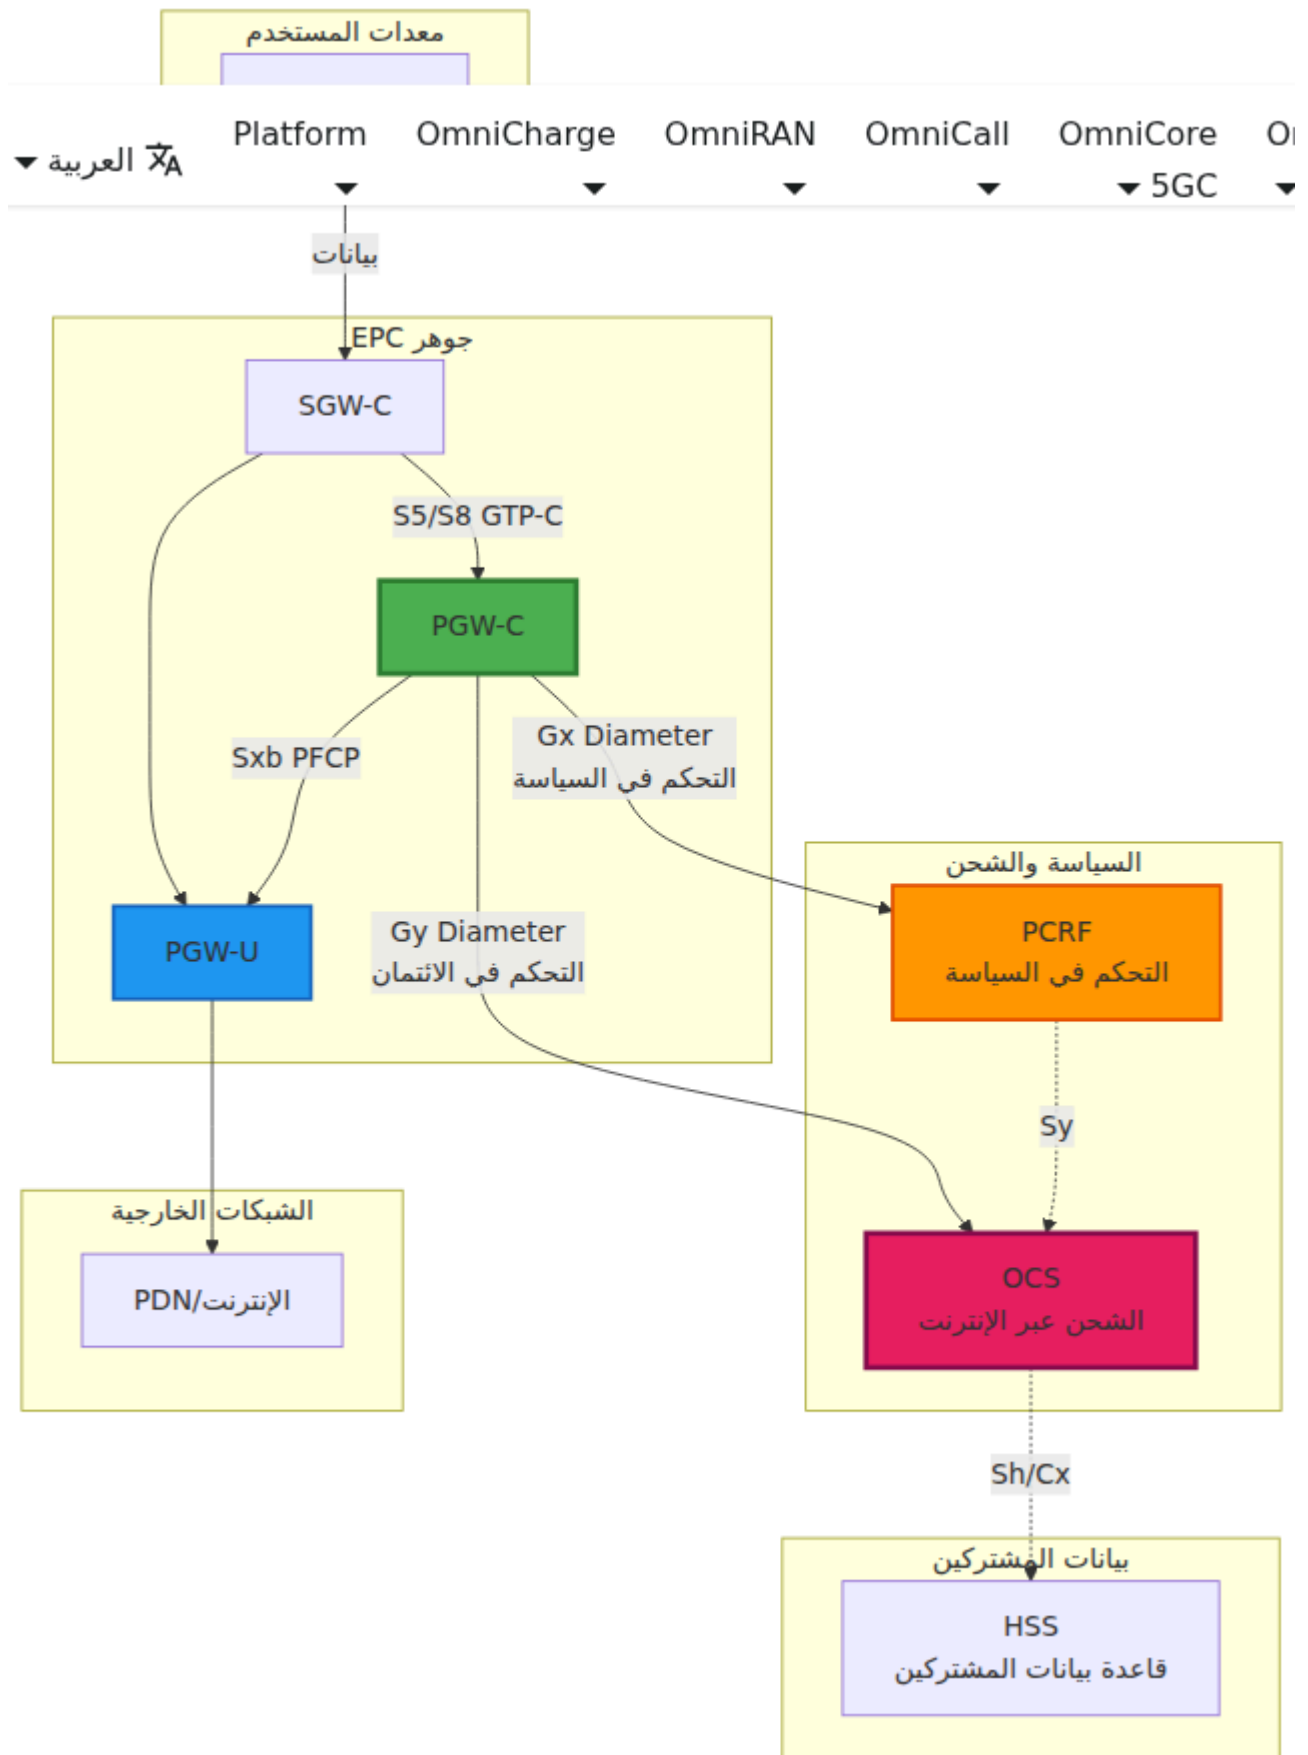 معدات المستخدم
العربية
Platform
OmniCharge
OmniRAN
OmniCall
OmniCore
5GC
بيانات
جوهر EPC
SGW-C
S5/S8 GTP-C
PGW-C
Sxb PFCP
Gx Diameter
التحكم في السياسة
السياسة والشحن
PCRF
التحكم في السياسة
PGW-U
Gy Diameter
التحكم في الائتمان
Sy
الشبكات الخارجية
PDN/الإنترنت
OCS
الشحن عبر الإنترنت
Sh/Cx
بيانات المشتركين
HSS
قاعدة بيانات المشتركين